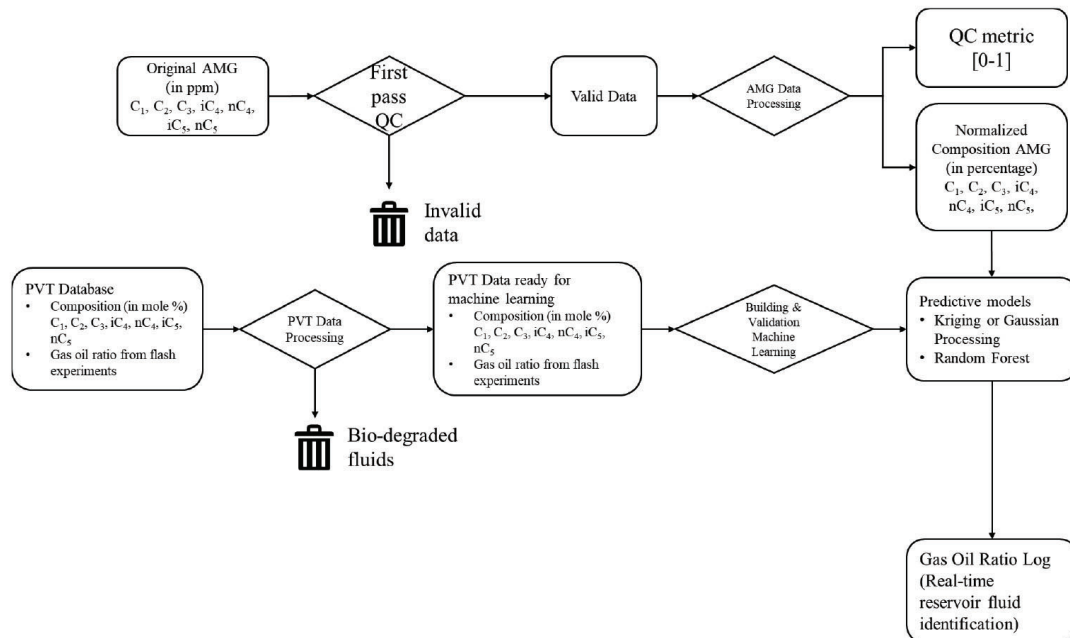 Original AMG
(in ppm)
C₁, C₂, C₃, iC₄, nC₄,
iC₅, nC₅
First
pass
QC
Valid Data
AMG Data
Processing
QC metric
[0-1]
Normalized
Composition AMG
(in percentage)
C₁, C₂, C₃, iC₄,
nC₄, iC₅, nC₅,
Invalid
data
PVT Database
• Composition (in mole %)
C₁, C₂, C₃, iC₄, nC₄, iC₅,
nC₅
• Gas oil ratio from flash
experiments
PVT Data
Processing
PVT Data ready for
machine learning
• Composition (in mole %)
C₁, C₂, C₃, iC₄, nC₄, iC₅,
nC₅
• Gas oil ratio from flash
experiments
Building &
Validation
Machine
Learning
Predictive models
• Kriging or Gaussian
Processing
• Random Forest
Bio-degraded
fluids
Gas Oil Ratio Log
(Real-time
reservoir fluid
identification)